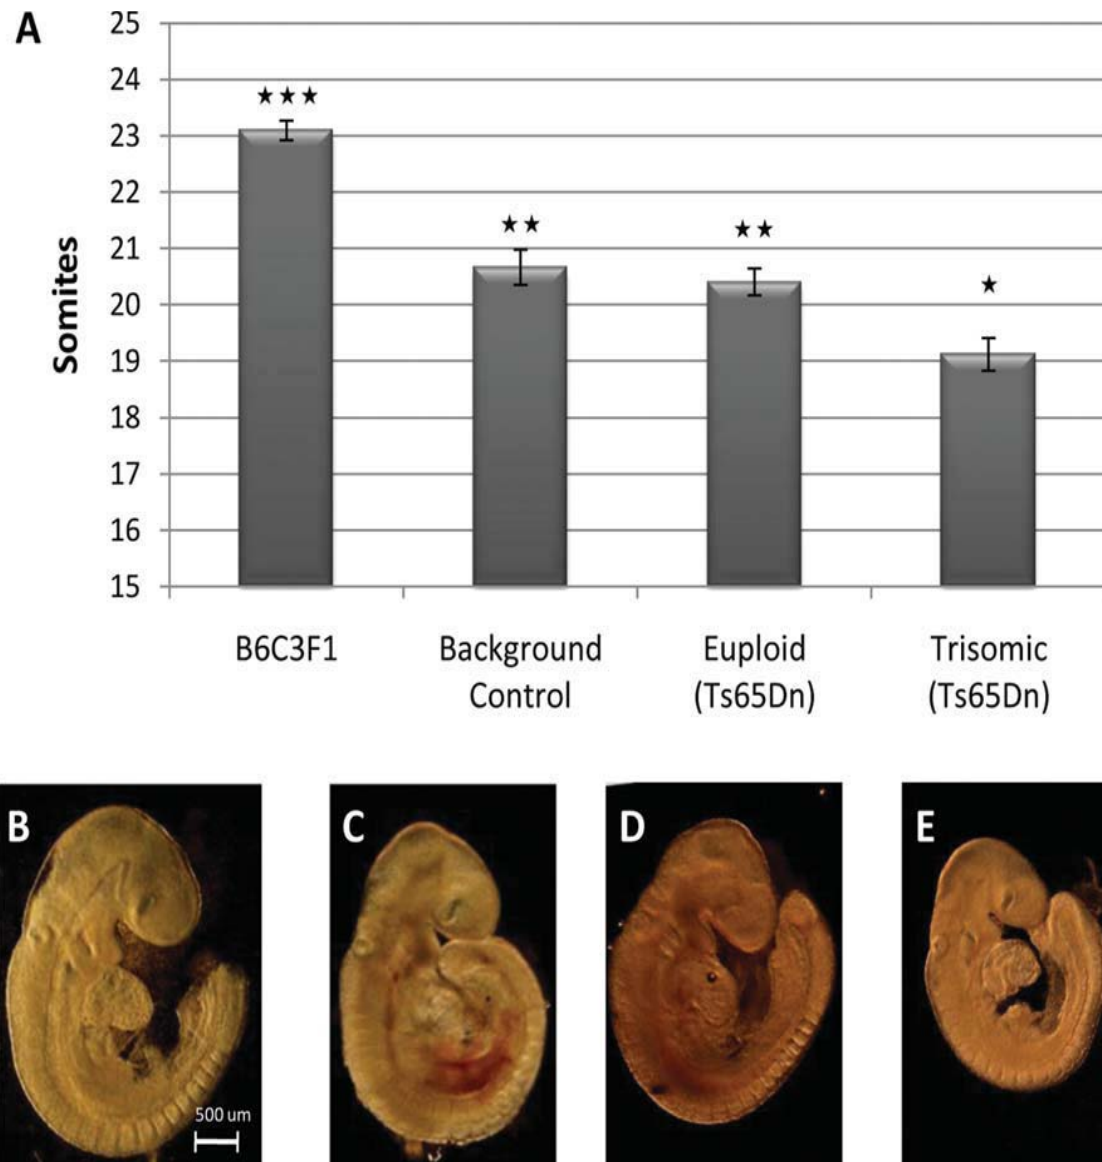 A
25
24
23
22
21
20
19
18
17
16
15
Somites
★★★
★★
★★
★
B6C3F1
Background
Control
Euploid
(Ts65Dn)
Trisomic
(Ts65Dn)
B
C
D
E
500 um